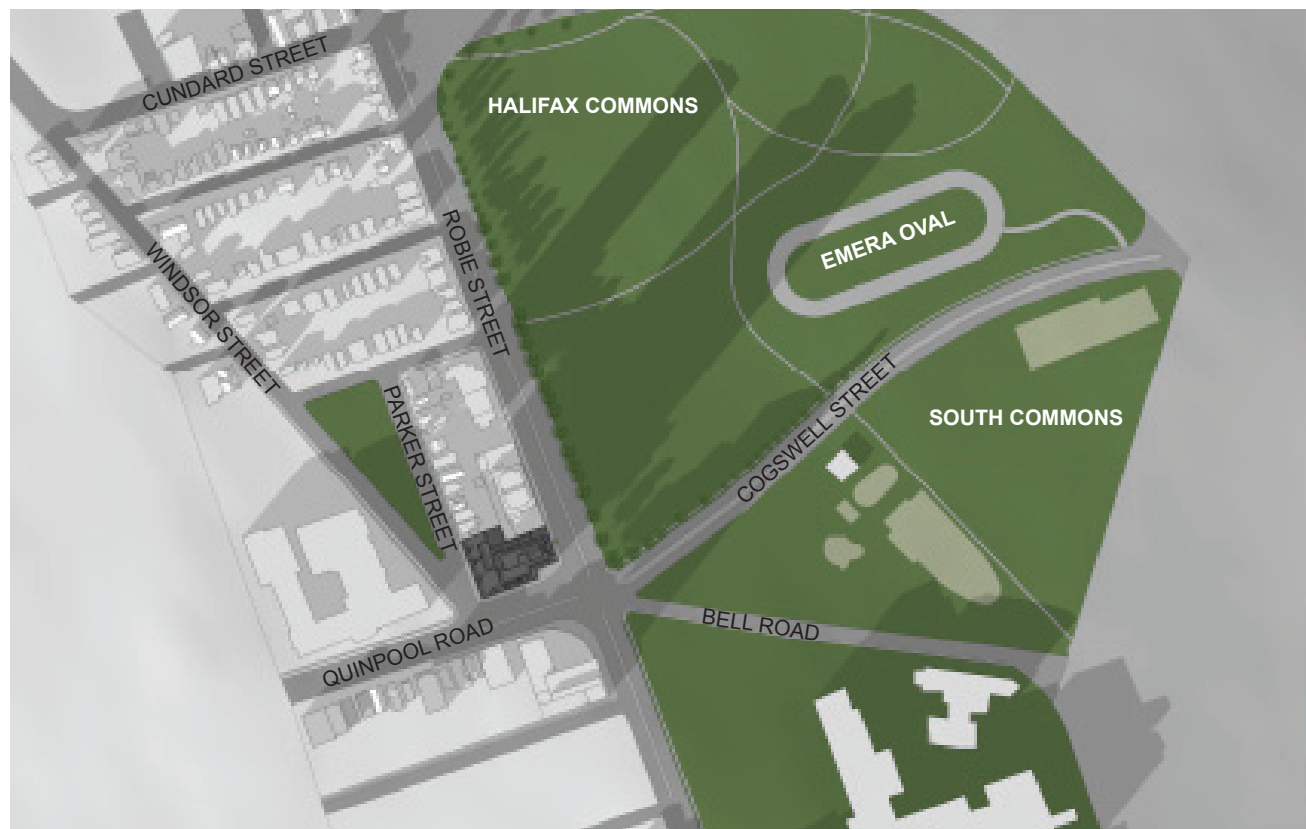 CUNDARD STREET
HALIFAX COMMONS
ROBIE STREET
EMERA OVAL
WINDSOR STREET
PARKER STREET
COGSWELL STREET
SOUTH COMMONS
BELL ROAD
QUINPOOL ROAD